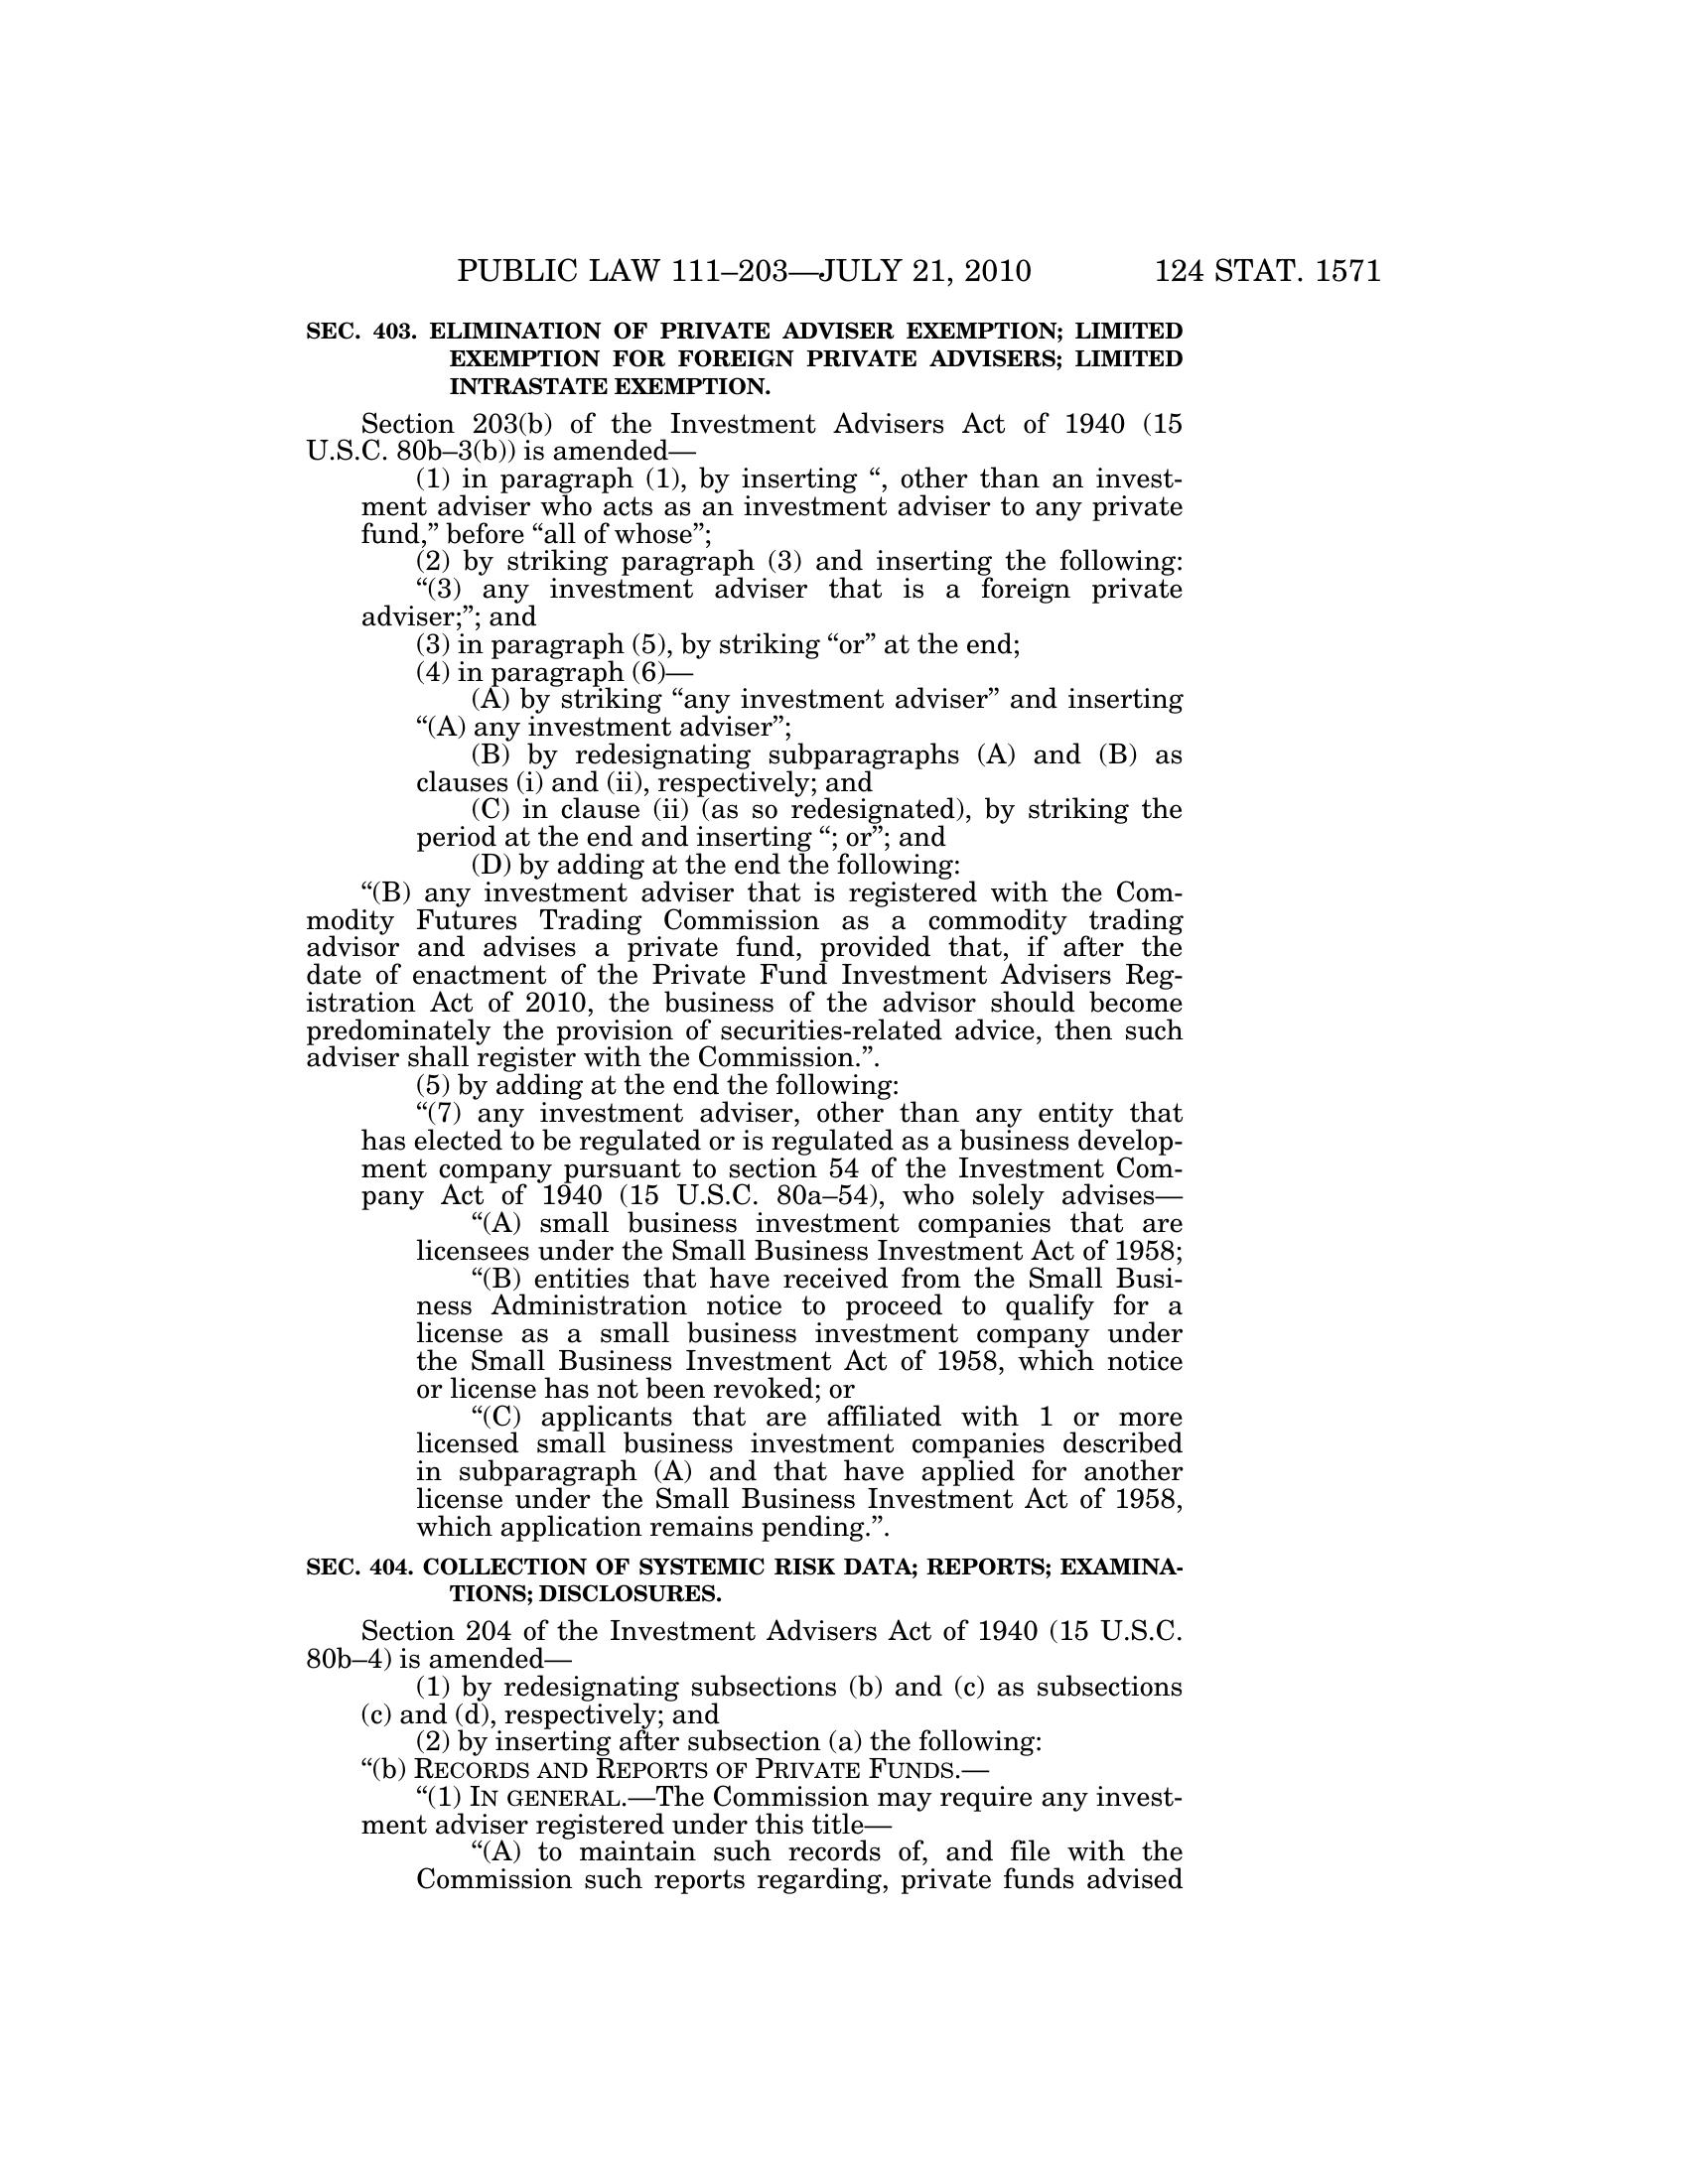 PUBLIC LAW 111–203—JULY 21, 2010 124 STAT. 1571
SEC. 403. ELIMINATION OF PRIVATE ADVISER EXEMPTION; LIMITED
EXEMPTION FOR FOREIGN PRIVATE ADVISERS; LIMITED
INTRASTATE EXEMPTION.
Section 203(b) of the Investment Advisers Act of 1940 (15
U.S.C. 80b–3(b)) is amended—
(1) in paragraph (1), by inserting “, other than an invest-
ment adviser who acts as an investment adviser to any private
fund,” before “all of whose”;
(2) by striking paragraph (3) and inserting the following:
“(3) any investment adviser that is a foreign private
adviser;”; and
(3) in paragraph (5), by striking “or” at the end;
(4) in paragraph (6)—
(A) by striking “any investment adviser” and inserting
“(A) any investment adviser”;
(B) by redesignating subparagraphs (A) and (B) as
clauses (i) and (ii), respectively; and
(C) in clause (ii) (as so redesignated), by striking the
period at the end and inserting “; or”; and
(D) by adding at the end the following:
“(B) any investment adviser that is registered with the Com-
modity Futures Trading Commission as a commodity trading
advisor and advises a private fund, provided that, if after the
date of enactment of the Private Fund Investment Advisers Reg-
istration Act of 2010, the business of the advisor should become
predominately the provision of securities-related advice, then such
adviser shall register with the Commission.”.
(5) by adding at the end the following:
“(7) any investment adviser, other than any entity that
has elected to be regulated or is regulated as a business develop-
ment company pursuant to section 54 of the Investment Com-
pany Act of 1940 (15 U.S.C. 80a–54), who solely advises—
“(A) small business investment companies that are
licensees under the Small Business Investment Act of 1958;
“(B) entities that have received from the Small Busi-
ness Administration notice to proceed to qualify for a
license as a small business investment company under
the Small Business Investment Act of 1958, which notice
or license has not been revoked; or
“(C) applicants that are affiliated with 1 or more
licensed small business investment companies described
in subparagraph (A) and that have applied for another
license under the Small Business Investment Act of 1958,
which application remains pending.”.
SEC. 404. COLLECTION OF SYSTEMIC RISK DATA; REPORTS; EXAMINA-
TIONS; DISCLOSURES.
Section 204 of the Investment Advisers Act of 1940 (15 U.S.C.
80b–4) is amended—
(1) by redesignating subsections (b) and (c) as subsections
(c) and (d), respectively; and
(2) by inserting after subsection (a) the following:
“(b) RECORDS AND REPORTS OF PRIVATE FUNDS.—
“(1) IN GENERAL.—The Commission may require any invest-
ment adviser registered under this title—
“(A) to maintain such records of, and file with the
Commission such reports regarding, private funds advised